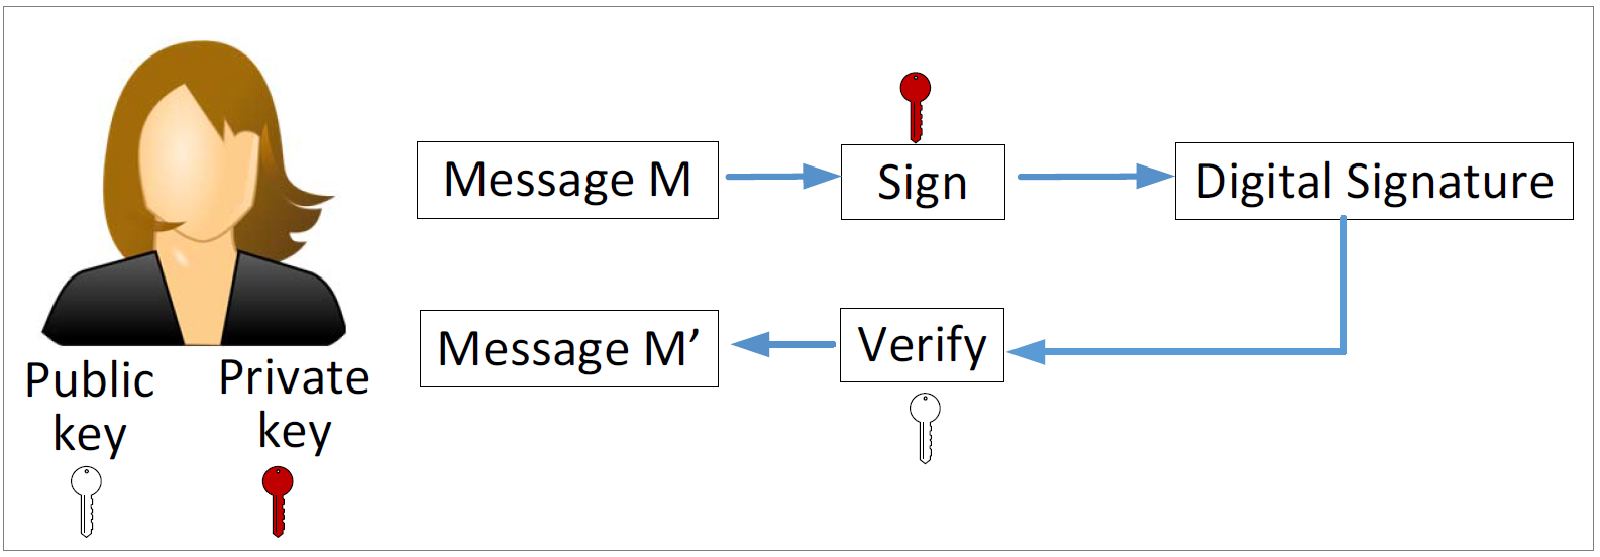 Message M
Sign
Digital Signature
Message M’
Verify
Public
key
Private
key